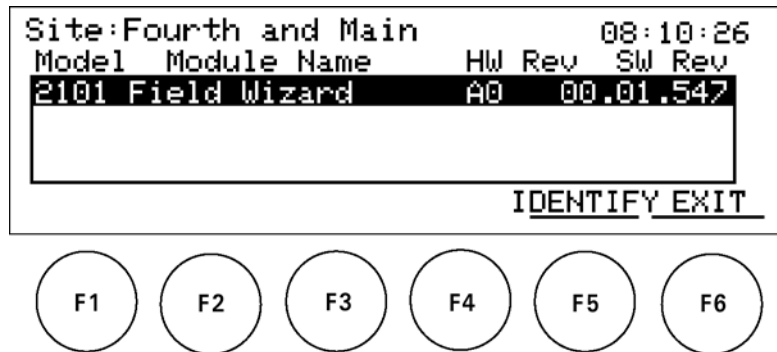 Site:Fourth and Main 08:10:26
Model Module Name HW Rev SW Rev
2101 Field Wizard A0 00.01.547
IDENTIFY EXIT
F1 F2 F3 F4 F5 F6